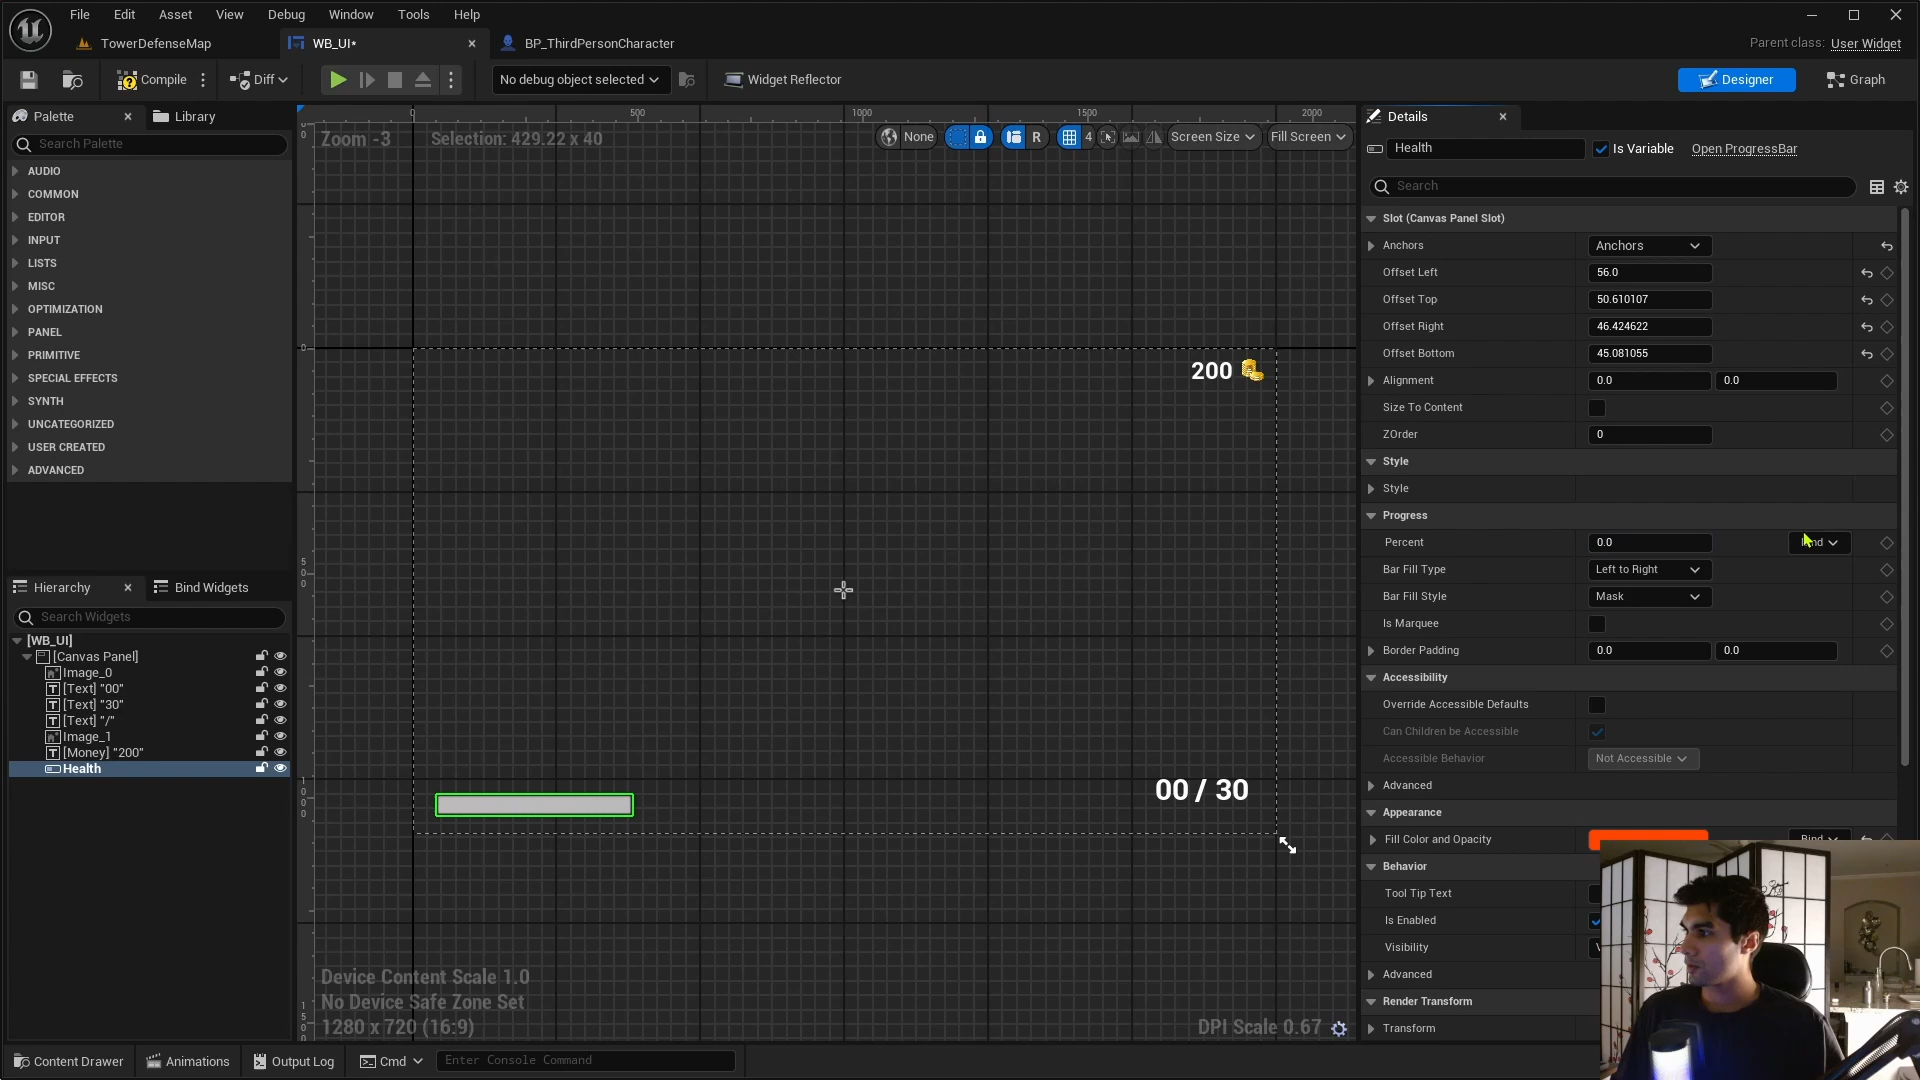 File Edit Asset View Debug Window Tools Help
TowerDefenseMap
WB_UI*
BP_ThirdPersonCharacter
Parent class: User Widget
Compile
Diff
No debug object selected
Widget Reflector
Designer
Graph
Palette
Library
Search Palette
AUDIO
COMMON
EDITOR
INPUT
LISTS
MISC
OPTIMIZATION
PANEL
PRIMITIVE
SPECIAL EFFECTS
SYNTH
UNCATEGORIZED
USER CREATED
ADVANCED
Hierarchy
Bind Widgets
Search Widgets
[WB_UI]
[Canvas Panel]
Image_0
[Text] "00"
[Text] "30"
[Text] "/"
Image_1
[Money] "200"
Health
0 500 1000 1500 2000
Zoom -3
Selection: 429.22 x 40
None
R
4
Screen Size
Fill Screen
200
00 / 30
Device Content Scale 1.0
No Device Safe Zone Set
1280 x 720 (16:9)
DPI Scale 0.67
Details
Health
Is Variable
Open ProgressBar
Search
Slot (Canvas Panel Slot)
Anchors Anchors
Offset Left 56.0
Offset Top 50.610107
Offset Right 46.424622
Offset Bottom 45.081055
Alignment 0.0 0.0
Size To Content
ZOrder 0
Style
Style
Progress
Percent 0.0
Bar Fill Type Left to Right
Bar Fill Style Mask
Is Marquee
Border Padding 0.0 0.0
Accessibility
Override Accessible Defaults
Can Children be Accessible
Accessible Behavior Not Accessible
Advanced
Appearance
Fill Color and Opacity
Behavior
Tool Tip Text
Is Enabled
Visibility
Advanced
Render Transform
Transform
Content Drawer
Animations
Output Log
Cmd
Enter Console Command